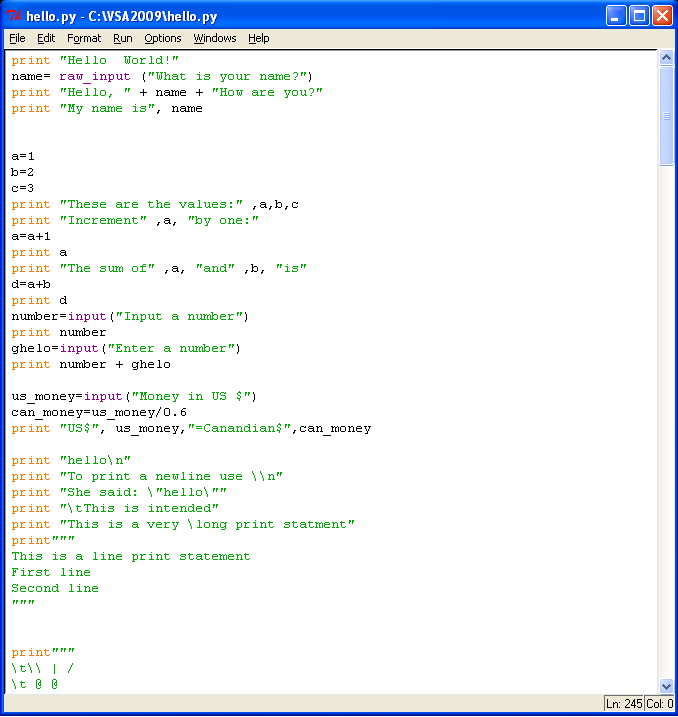 hello.py - C:\VSA2009\hello.py
File Edit Format Run Options Windows Help
print "Hello  World!"
name= raw_input ("What is your name?")
print "Hello, " + name + "How are you?"
print "My name is", name
a=1
b=2
c=3
print "These are the values:" ,a,b,c
print "Increment" ,a, "by one:"
a=a+1
print a
print "The sum of" ,a, "and" ,b, "is"
d=a+b
print d
number=input("Input a number")
print number
ghelo=input("Enter a number")
print number + ghelo
us_money=input("Money in US $")
can_money=us_money/0.6
print "US$", us_money,"=Canandian$",can_money
print "hello\n"
print "To print a newline use \\n"
print "She said: \"hello\""
print "\tThis is intended"
print "This is a very \long print statment"
print"""
This is a line print statement
First line
Second line
"""
print"""
\t\\ | /
\t @ @
Ln: 245 Col: 0